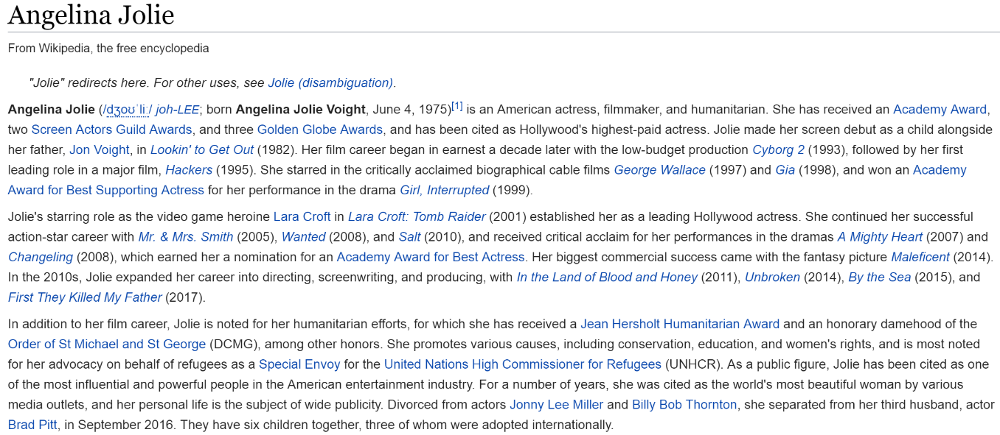 Angelina Jolie
From Wikipedia, the free encyclopedia
"Jolie" redirects here. For other uses, see Jolie (disambiguation).
Angelina Jolie (/dʒoʊˈliː/ joh-LEE; born Angelina Jolie Voight, June 4, 1975)[1] is an American actress, filmmaker, and humanitarian. She has received an Academy Award,
two Screen Actors Guild Awards, and three Golden Globe Awards, and has been cited as Hollywood's highest-paid actress. Jolie made her screen debut as a child alongside
her father, Jon Voight, in Lookin' to Get Out (1982). Her film career began in earnest a decade later with the low-budget production Cyborg 2 (1993), followed by her first
leading role in a major film, Hackers (1995). She starred in the critically acclaimed biographical cable films George Wallace (1997) and Gia (1998), and won an Academy
Award for Best Supporting Actress for her performance in the drama Girl, Interrupted (1999).
Jolie's starring role as the video game heroine Lara Croft in Lara Croft: Tomb Raider (2001) established her as a leading Hollywood actress. She continued her successful
action-star career with Mr. & Mrs. Smith (2005), Wanted (2008), and Salt (2010), and received critical acclaim for her performances in the dramas A Mighty Heart (2007) and
Changeling (2008), which earned her a nomination for an Academy Award for Best Actress. Her biggest commercial success came with the fantasy picture Maleficent (2014).
In the 2010s, Jolie expanded her career into directing, screenwriting, and producing, with In the Land of Blood and Honey (2011), Unbroken (2014), By the Sea (2015), and
First They Killed My Father (2017).
In addition to her film career, Jolie is noted for her humanitarian efforts, for which she has received a Jean Hersholt Humanitarian Award and an honorary damehood of the
Order of St Michael and St George (DCMG), among other honors. She promotes various causes, including conservation, education, and women's rights, and is most noted
for her advocacy on behalf of refugees as a Special Envoy for the United Nations High Commissioner for Refugees (UNHCR). As a public figure, Jolie has been cited as one
of the most influential and powerful people in the American entertainment industry. For a number of years, she was cited as the world's most beautiful woman by various
media outlets, and her personal life is the subject of wide publicity. Divorced from actors Jonny Lee Miller and Billy Bob Thornton, she separated from her third husband, actor
Brad Pitt, in September 2016. They have six children together, three of whom were adopted internationally.